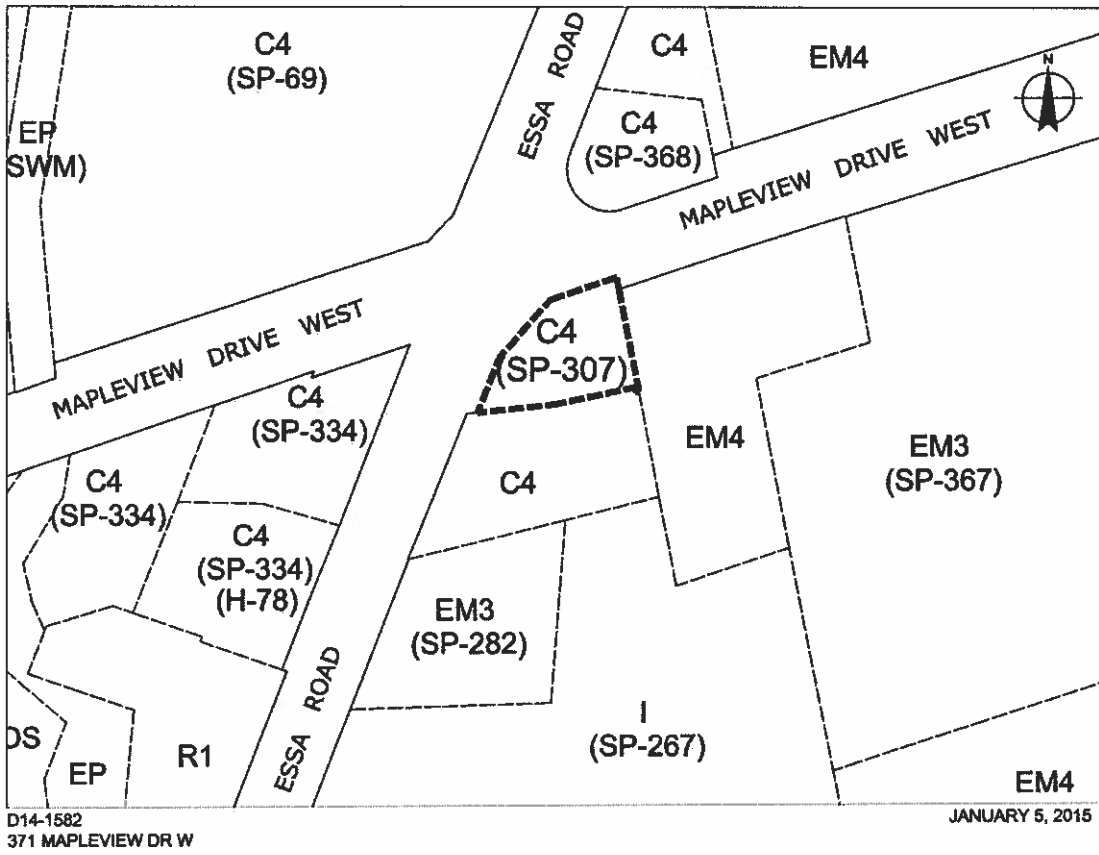 C4
(SP-69)
ESSA ROAD
C4
EM4
N
EP
SWM)
C4
(SP-368)
MAPLEVIEW DRIVE WEST
MAPLEVIEW DRIVE WEST
C4
(SP-307)
C4
(SP-334)
C4
(SP-334)
C4
EM4
EM3
(SP-367)
C4
(SP-334)
(H-78)
EM3
(SP-282)
ESSA ROAD
I
(SP-267)
OS
EP
R1
EM4
D14-1582
371 MAPLEVIEW DR W
JANUARY 5, 2015